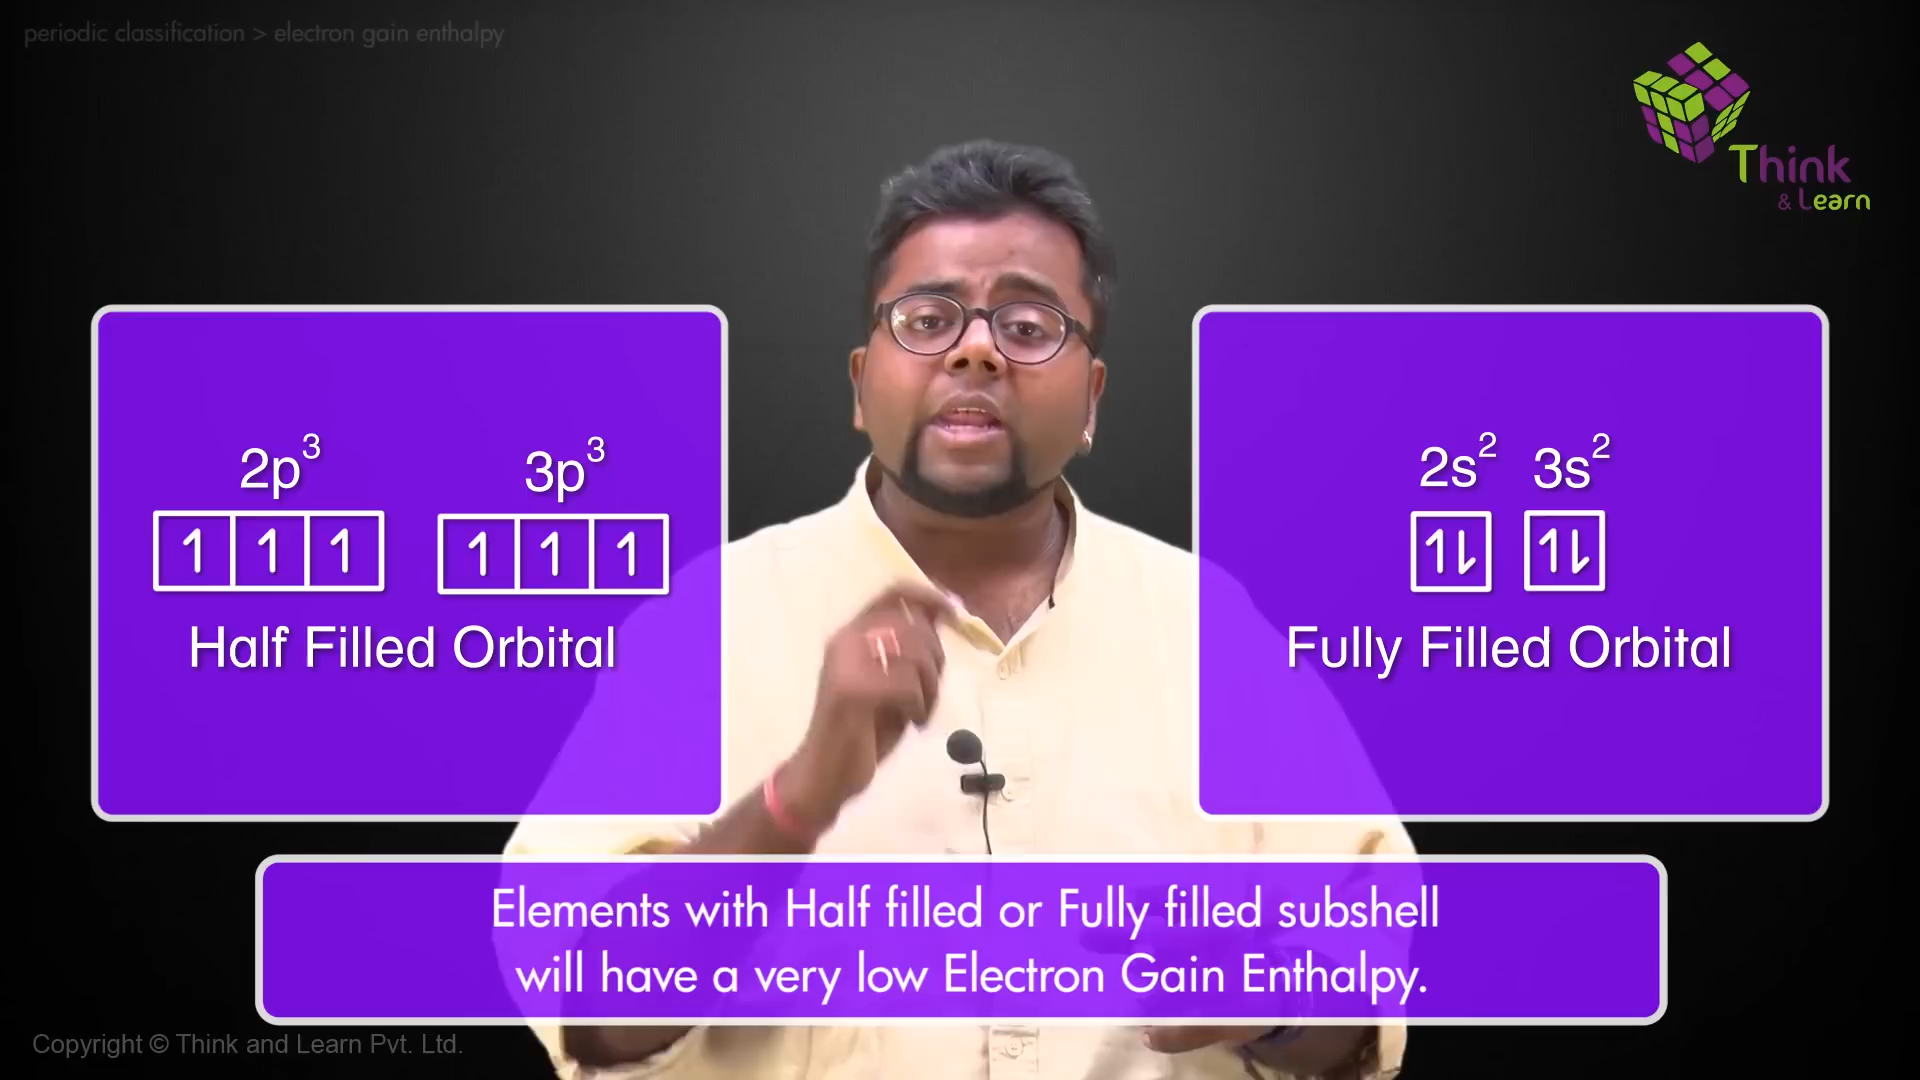 periodic classification > electron gain enthalpy
Think
& Learn
2p³ 3p³
1 1 1 1 1 1
Half Filled Orbital
2s² 3s²
1⇂ 1⇂
Fully Filled Orbital
Elements with Half filled or Fully filled subshell
will have a very low Electron Gain Enthalpy.
Copyright © Think and Learn Pvt. Ltd.